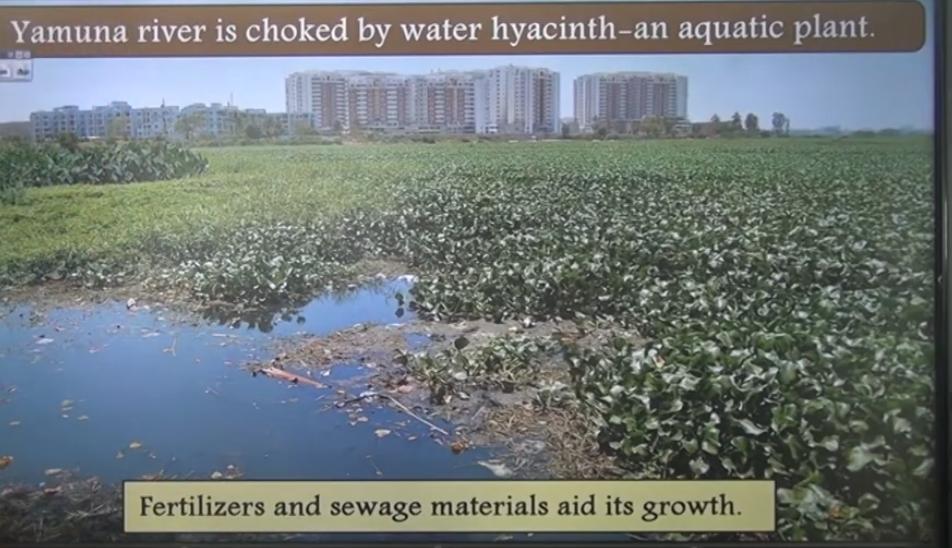 Yamuna river is choked by water hyacinth-an aquatic plant.
Fertilizers and sewage materials aid its growth.